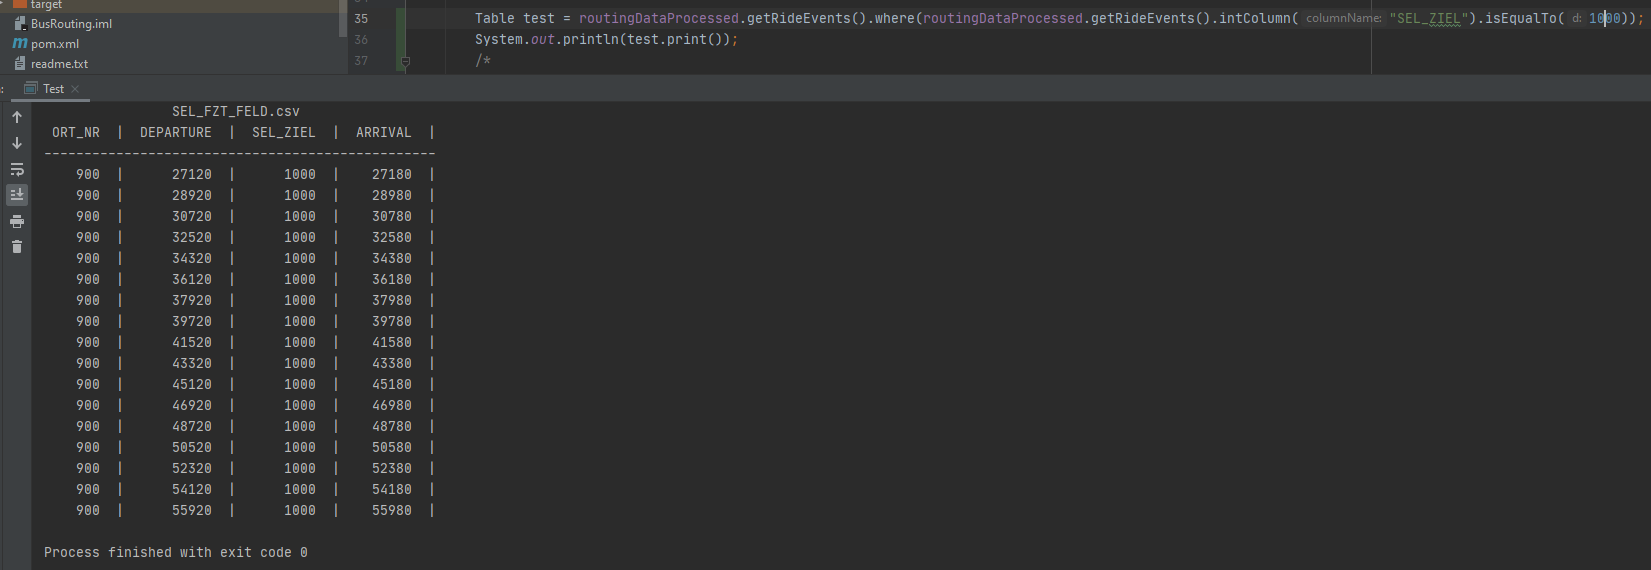 target
BusRouting.iml
pom.xml
readme.txt
35 Table test = routingDataProcessed.getRideEvents().where(routingDataProcessed.getRideEvents().intColumn( columnName: "SEL_ZIEL").isEqualTo( d: 1000));
36 System.out.println(test.print());
37 /*
Test
SEL_FZT_FELD.csv
ORT_NR | DEPARTURE | SEL_ZIEL | ARRIVAL |
-------------------------------------------------
900 | 27120 | 1000 | 27180 |
900 | 28920 | 1000 | 28980 |
900 | 30720 | 1000 | 30780 |
900 | 32520 | 1000 | 32580 |
900 | 34320 | 1000 | 34380 |
900 | 36120 | 1000 | 36180 |
900 | 37920 | 1000 | 37980 |
900 | 39720 | 1000 | 39780 |
900 | 41520 | 1000 | 41580 |
900 | 43320 | 1000 | 43380 |
900 | 45120 | 1000 | 45180 |
900 | 46920 | 1000 | 46980 |
900 | 48720 | 1000 | 48780 |
900 | 50520 | 1000 | 50580 |
900 | 52320 | 1000 | 52380 |
900 | 54120 | 1000 | 54180 |
900 | 55920 | 1000 | 55980 |
Process finished with exit code 0